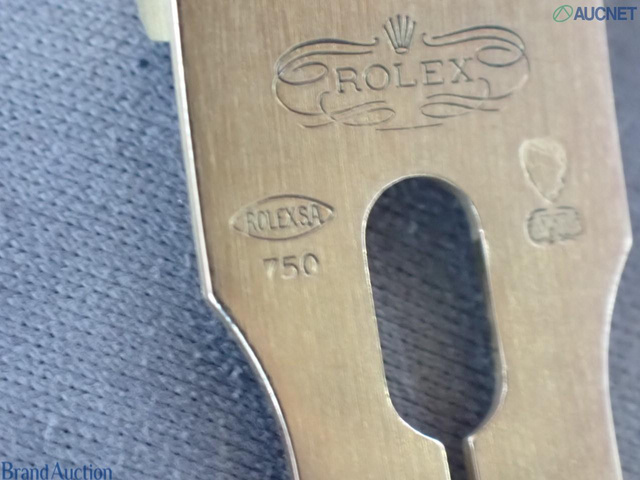 AUCNET
ROLEX
ROLEX S.A
750
Brand Auction